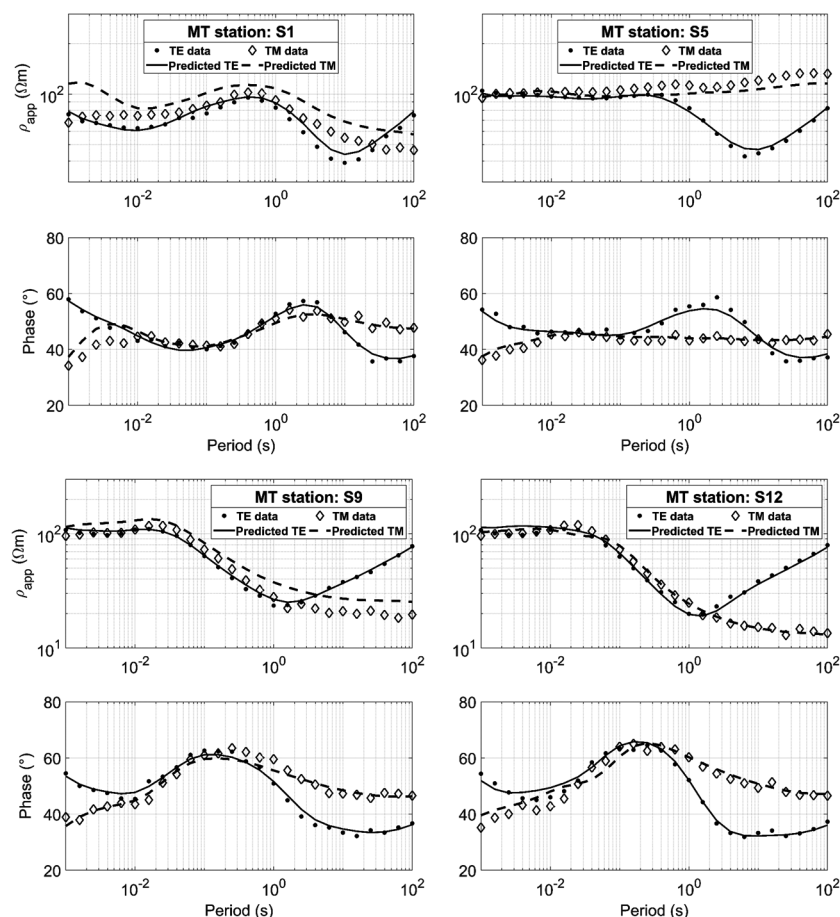 MT station: S1
TE data TM data
Predicted TE Predicted TM
ρapp (Ωm)
10²
10⁻² 10⁰ 10²
MT station: S5
TE data TM data
Predicted TE Predicted TM
10²
10⁻² 10⁰ 10²
Phase (°)
80
60
40
20
10⁻² 10⁰ 10²
Period (s)
80
60
40
20
10⁻² 10⁰ 10²
Period (s)
MT station: S9
TE data TM data
Predicted TE Predicted TM
ρapp (Ωm)
10²
10¹
10⁻² 10⁰ 10²
MT station: S12
TE data TM data
Predicted TE Predicted TM
10²
10¹
10⁻² 10⁰ 10²
Phase (°)
80
60
40
20
10⁻² 10⁰ 10²
Period (s)
80
60
40
20
10⁻² 10⁰ 10²
Period (s)